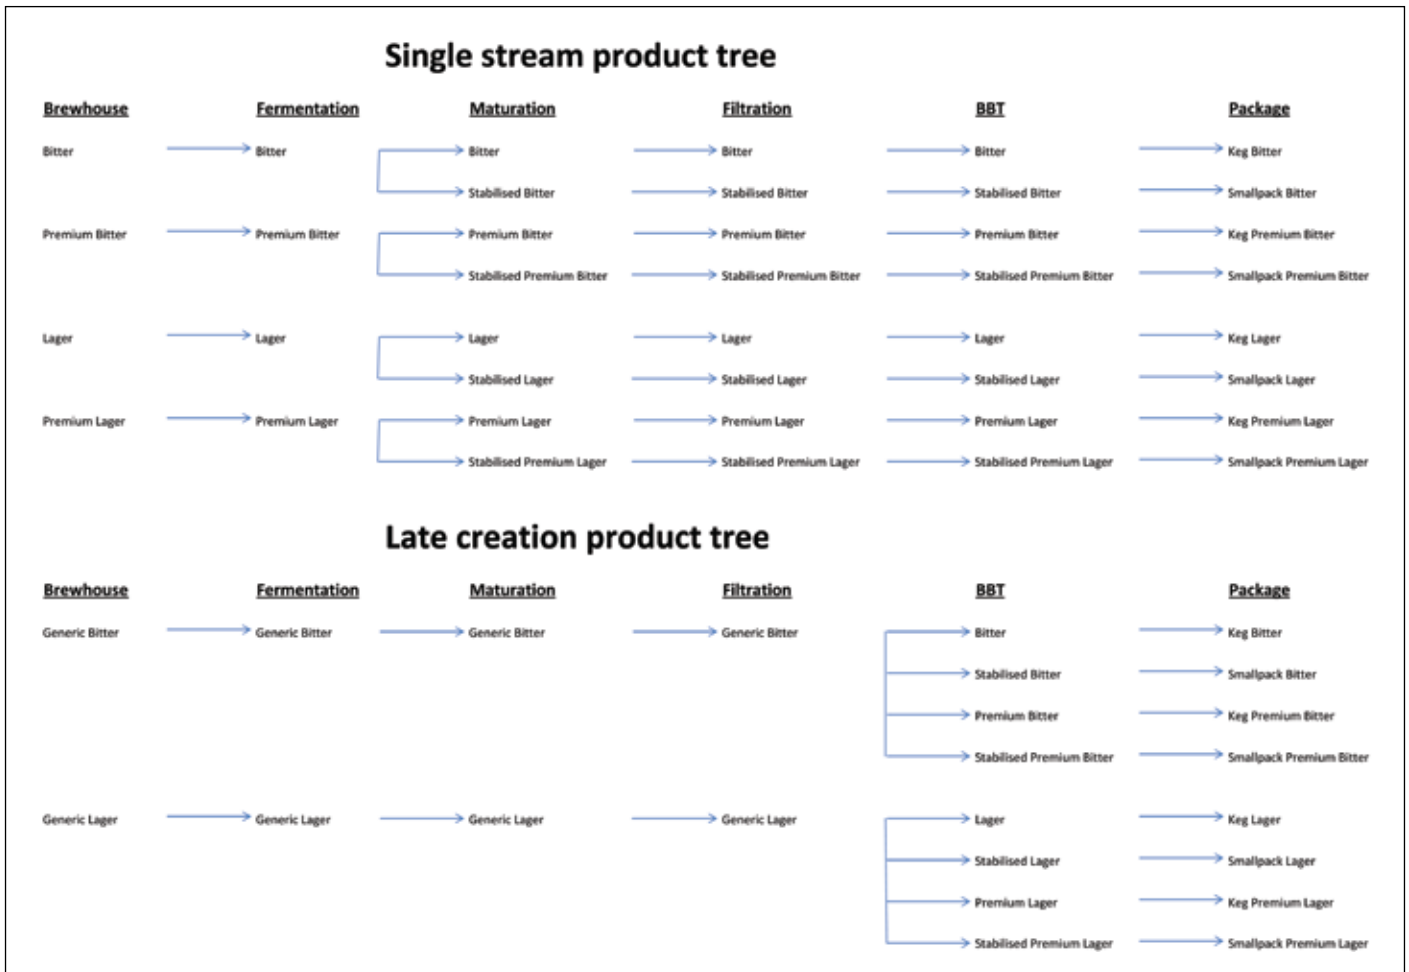 Single stream product tree
Brewhouse Fermentation Maturation Filtration BBT Package
Bitter Bitter Bitter Bitter Bitter Keg Bitter
Stabilised Bitter Stabilised Bitter Stabilised Bitter Smallpack Bitter
Premium Bitter Premium Bitter Premium Bitter Premium Bitter Premium Bitter Keg Premium Bitter
Stabilised Premium Bitter Stabilised Premium Bitter Stabilised Premium Bitter Smallpack Premium Bitter
Lager Lager Lager Lager Lager Keg Lager
Stabilised Lager Stabilised Lager Stabilised Lager Smallpack Lager
Premium Lager Premium Lager Premium Lager Premium Lager Premium Lager Keg Premium Lager
Stabilised Premium Lager Stabilised Premium Lager Stabilised Premium Lager Smallpack Premium Lager
Late creation product tree
Brewhouse Fermentation Maturation Filtration BBT Package
Generic Bitter Generic Bitter Generic Bitter Generic Bitter Bitter Keg Bitter
Stabilised Bitter Smallpack Bitter
Premium Bitter Keg Premium Bitter
Stabilised Premium Bitter Smallpack Premium Bitter
Generic Lager Generic Lager Generic Lager Generic Lager Lager Keg Lager
Stabilised Lager Smallpack Lager
Premium Lager Keg Premium Lager
Stabilised Premium Lager Smallpack Premium Lager